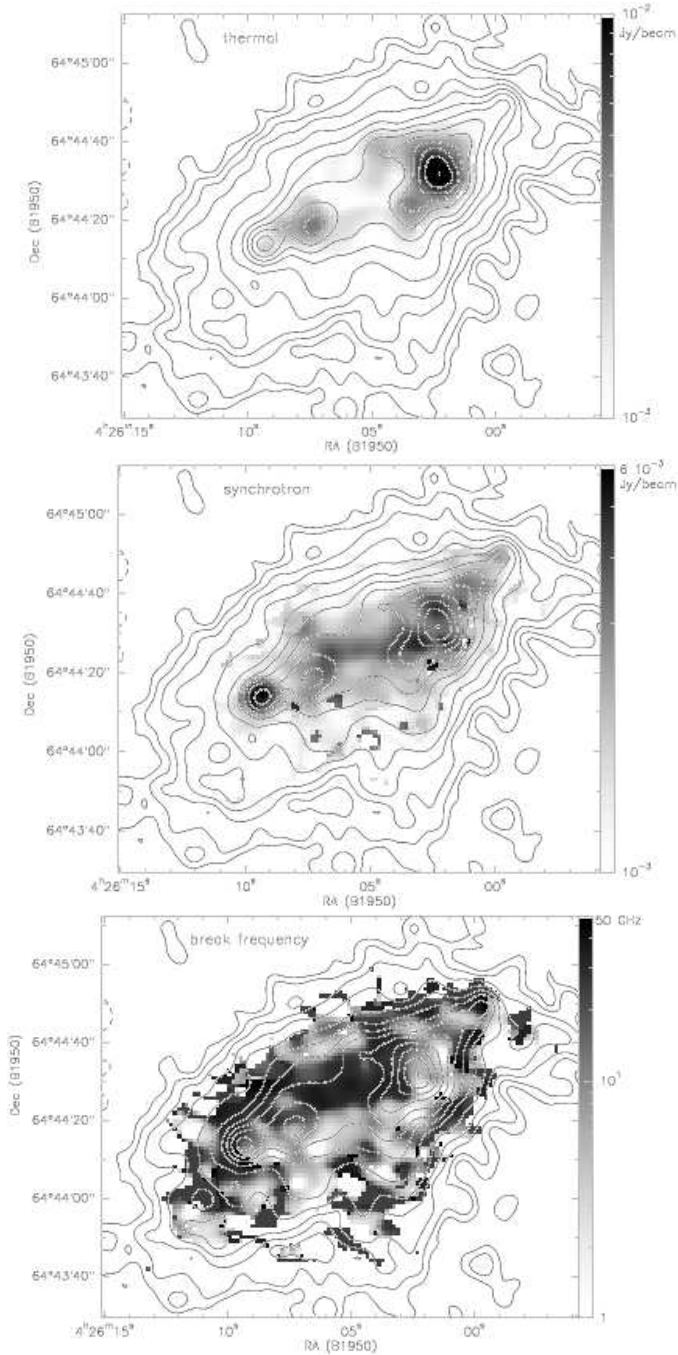 10⁻²
Jy/beam
thermal
64°45'00"
64°44'40"
64°44'20"
64°44'00"
64°43'40"
Dec (B1950)
4ʰ26ᵐ15ˢ
10ˢ
05ˢ
00ˢ
RA (B1950)
6 10⁻³
Jy/beam
synchrotron
64°45'00"
64°44'40"
64°44'20"
64°44'00"
64°43'40"
Dec (B1950)
10⁻³
4ʰ26ᵐ15ˢ
10ˢ
05ˢ
00ˢ
RA (B1950)
50 GHz
break frequency
64°45'00"
64°44'40"
64°44'20"
64°44'00"
64°43'40"
Dec (B1950)
10¹
1
4ʰ26ᵐ15ˢ
10ˢ
05ˢ
00ˢ
RA (B1950)